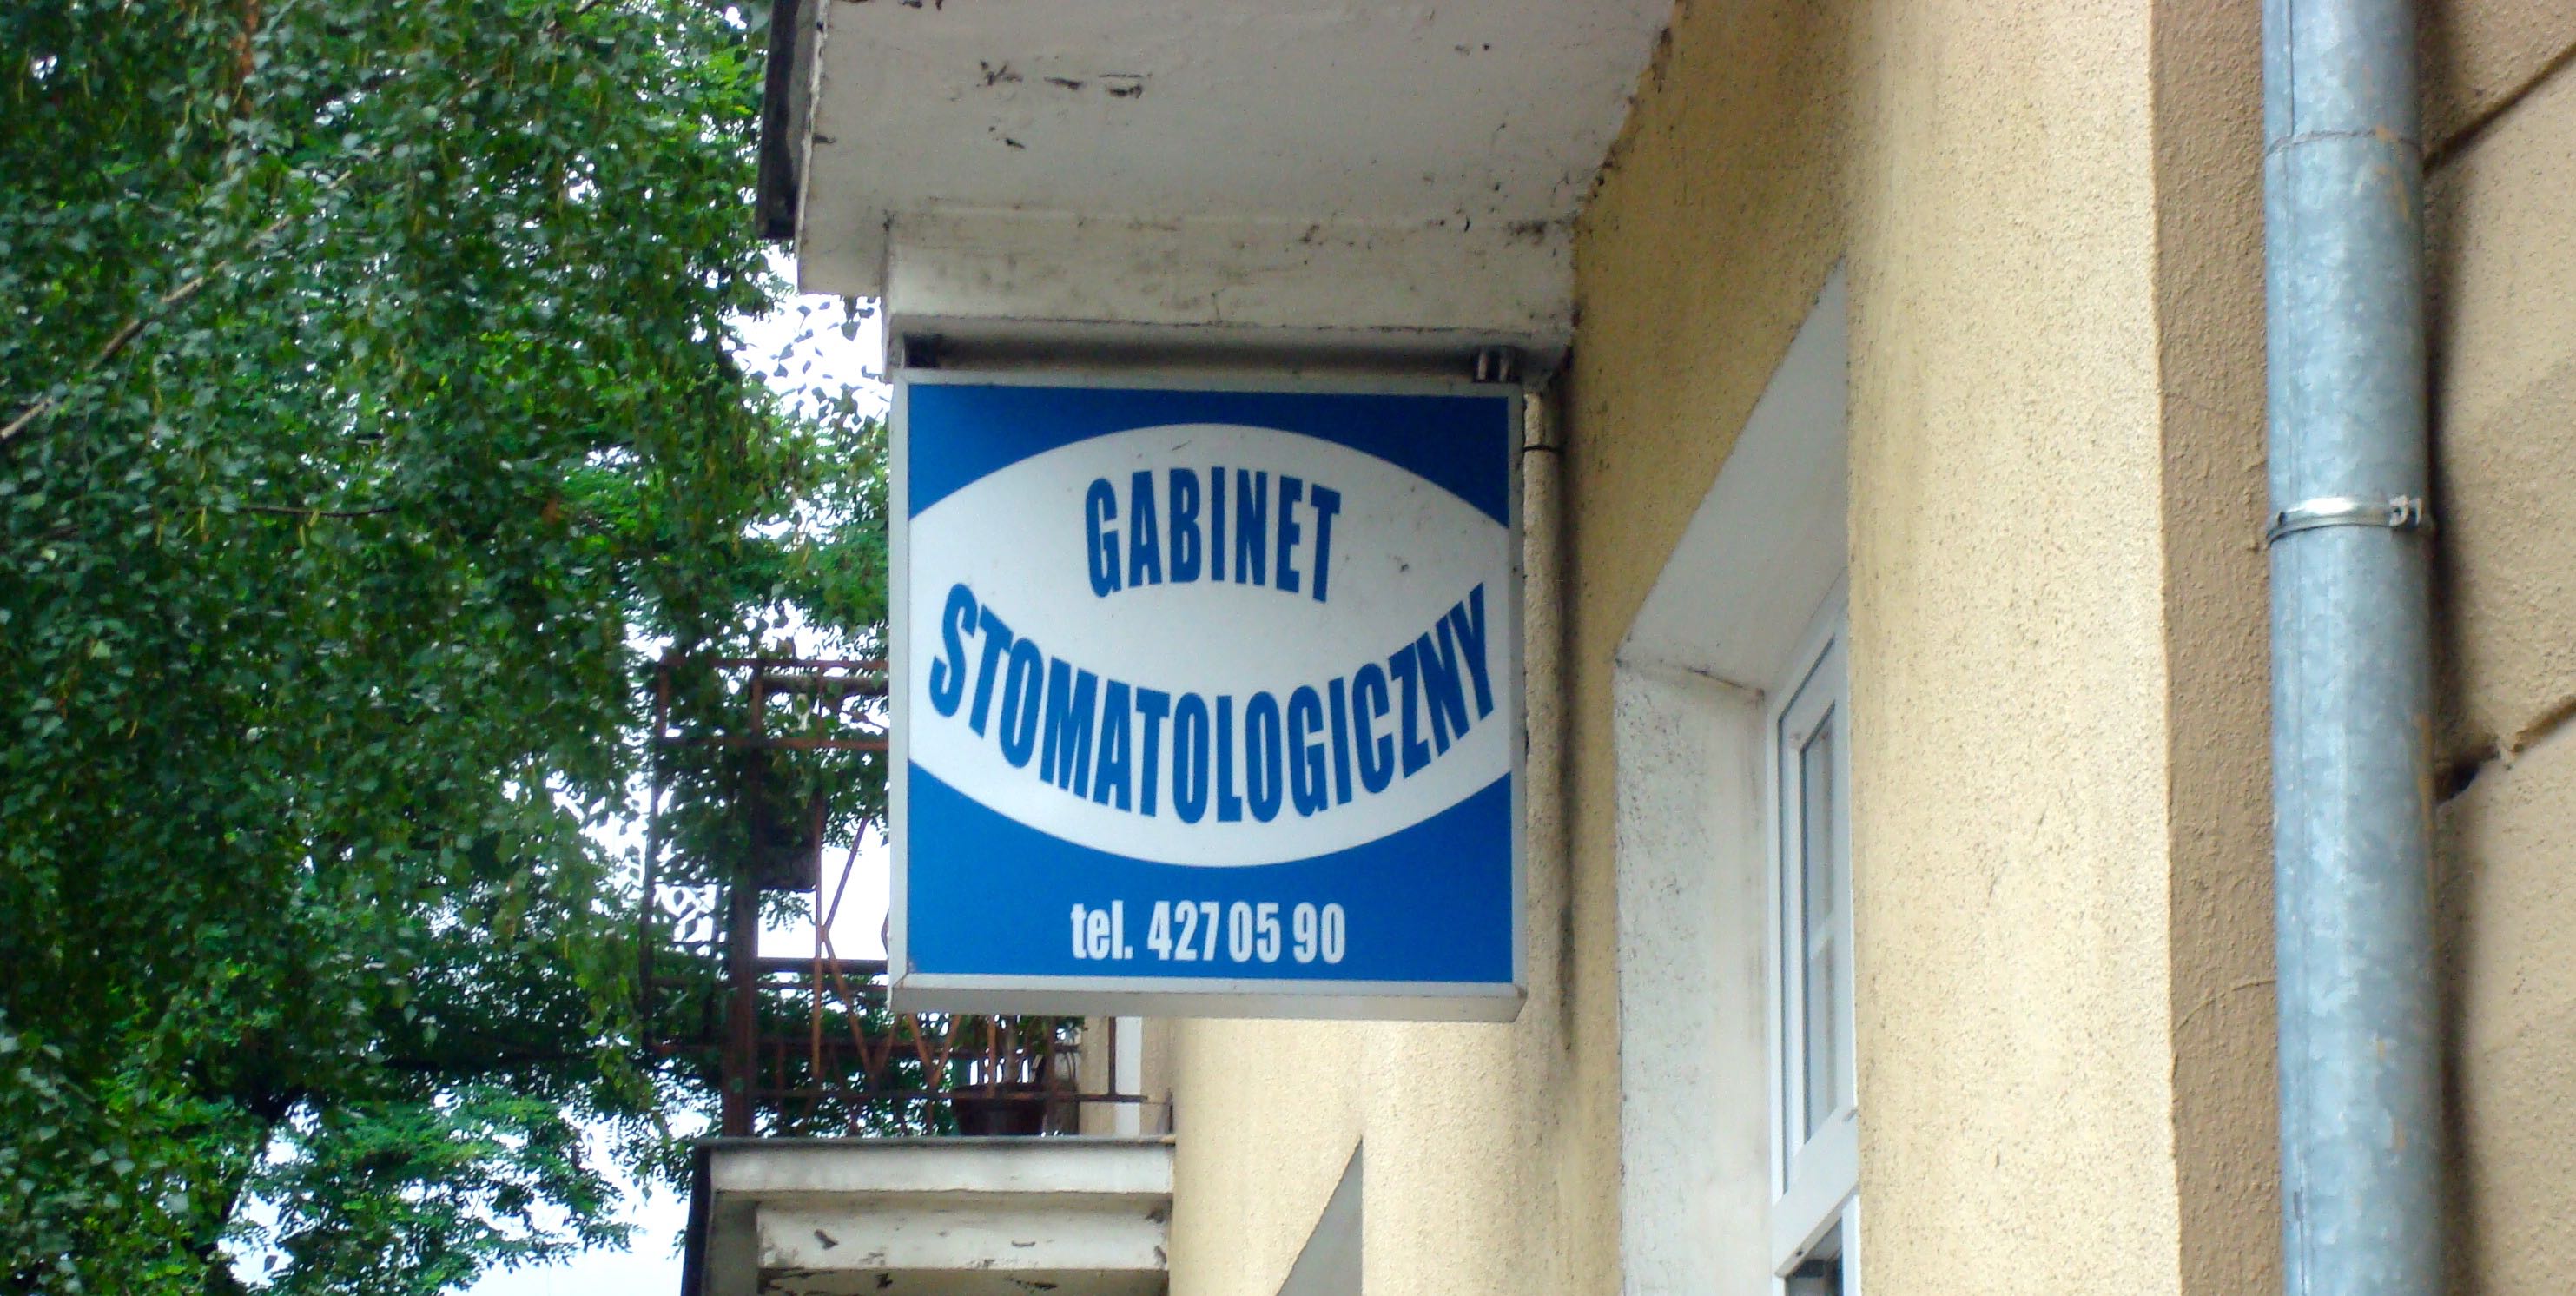 GABINET
STOMATOLOGICZNY
tel. 427 05 90